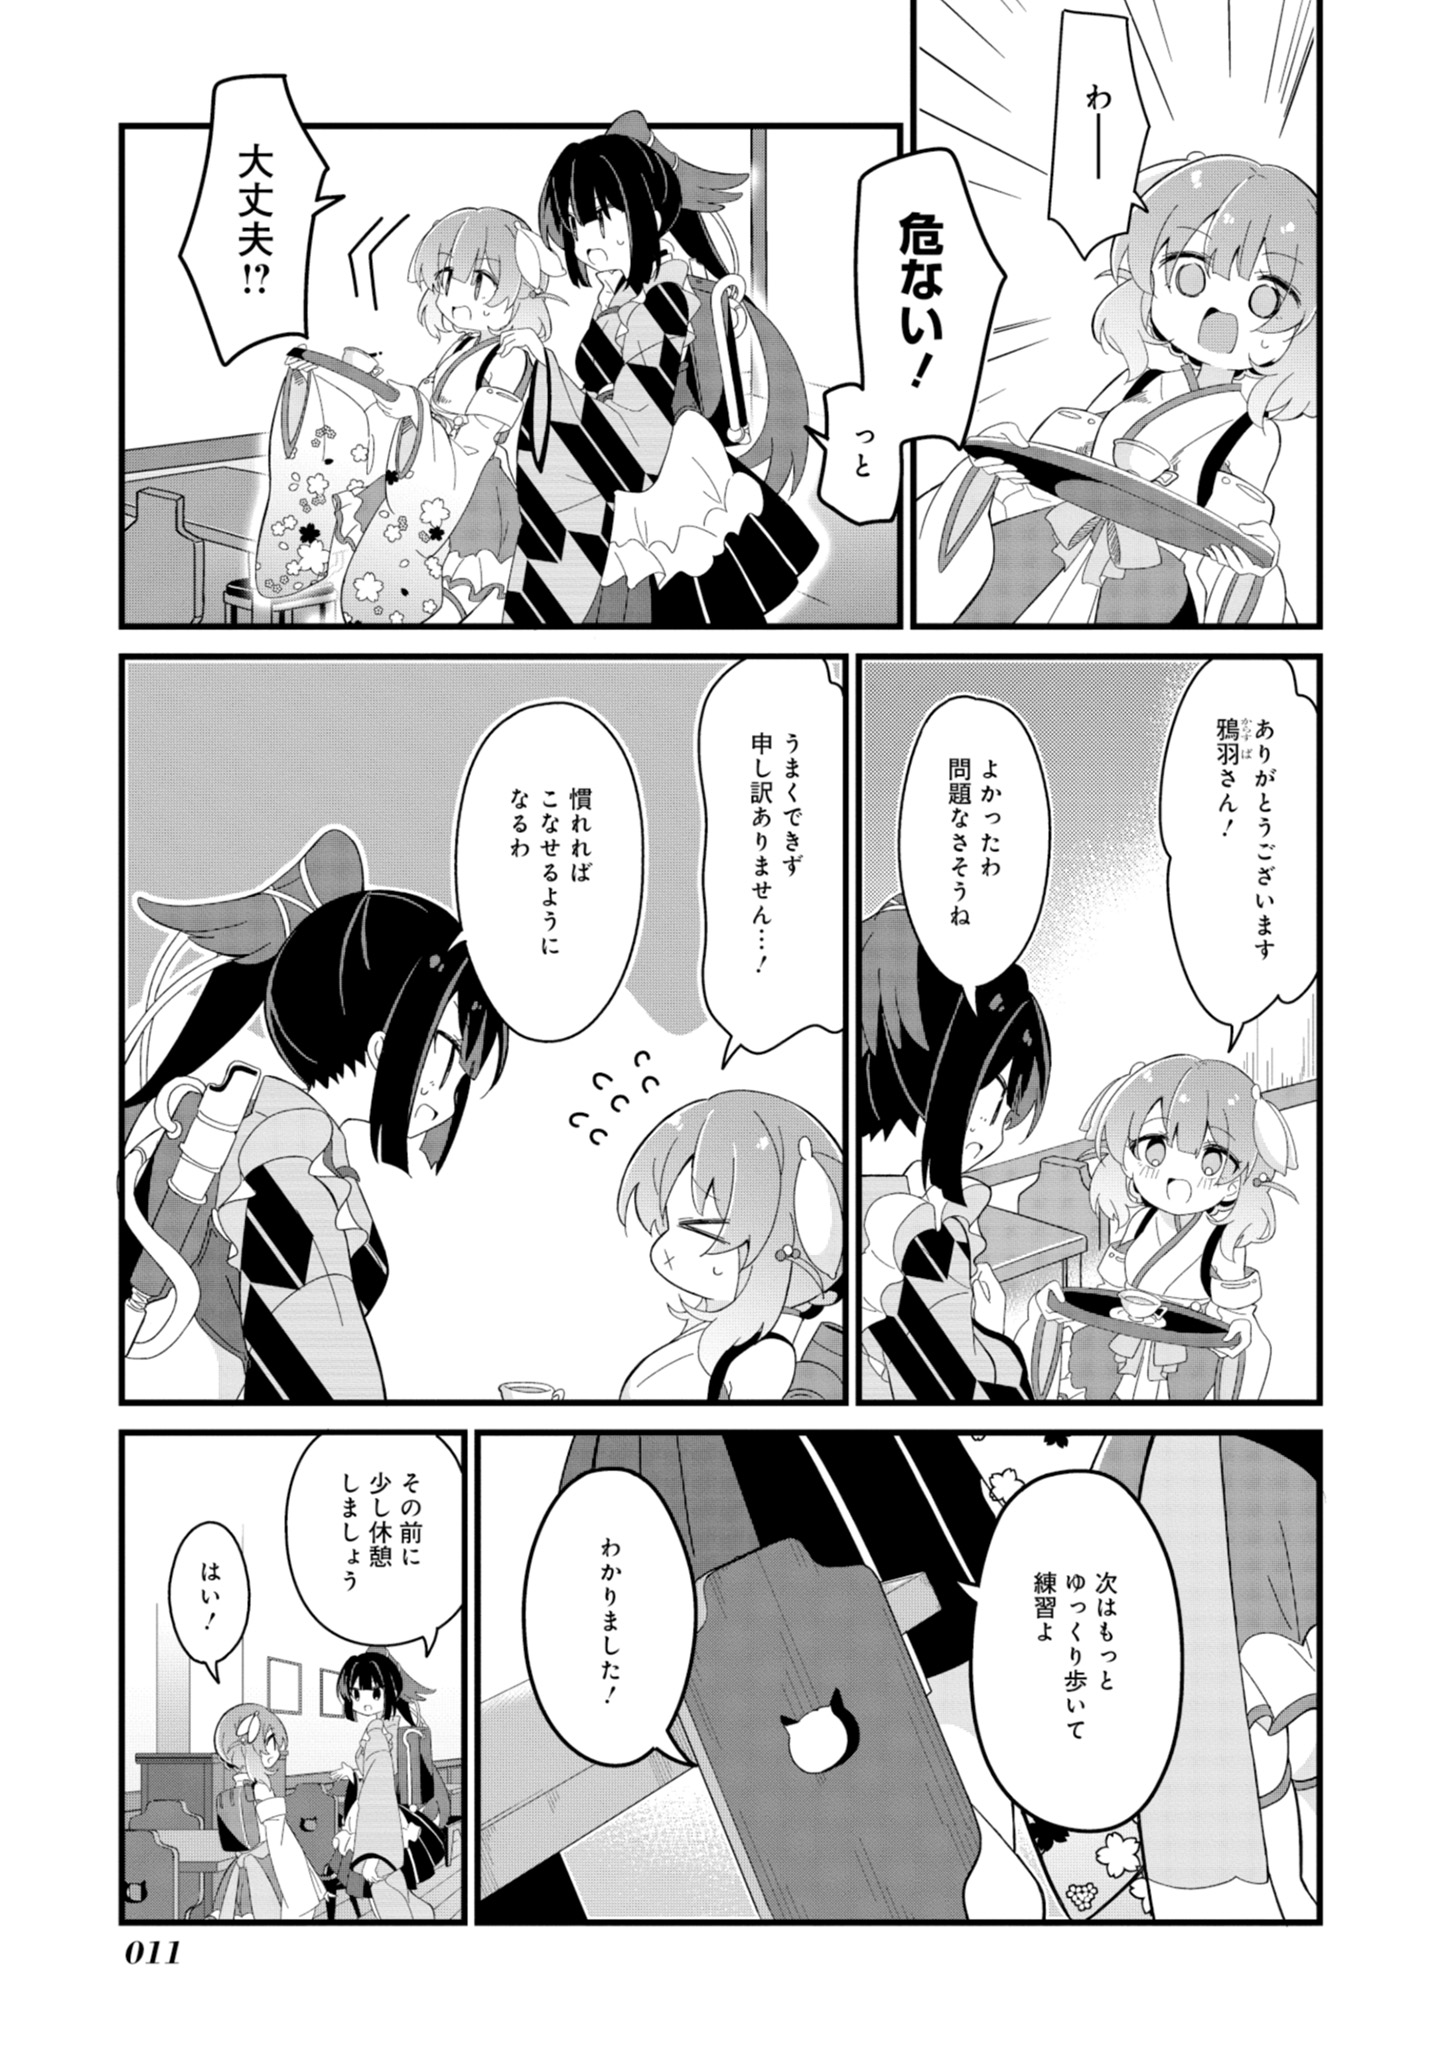 わー
危ない！
っと
大丈夫!?
ありがとうございます
鴉羽さん！
からすば
よかったわ
問題なさそうね
うまくできず
申し訳ありません…！
慣れれば
こなせるように
なるわ
次はもっと
ゆっくり歩いて
練習よ
わかりました！
その前に
少し休憩
しましょう
はい！
011